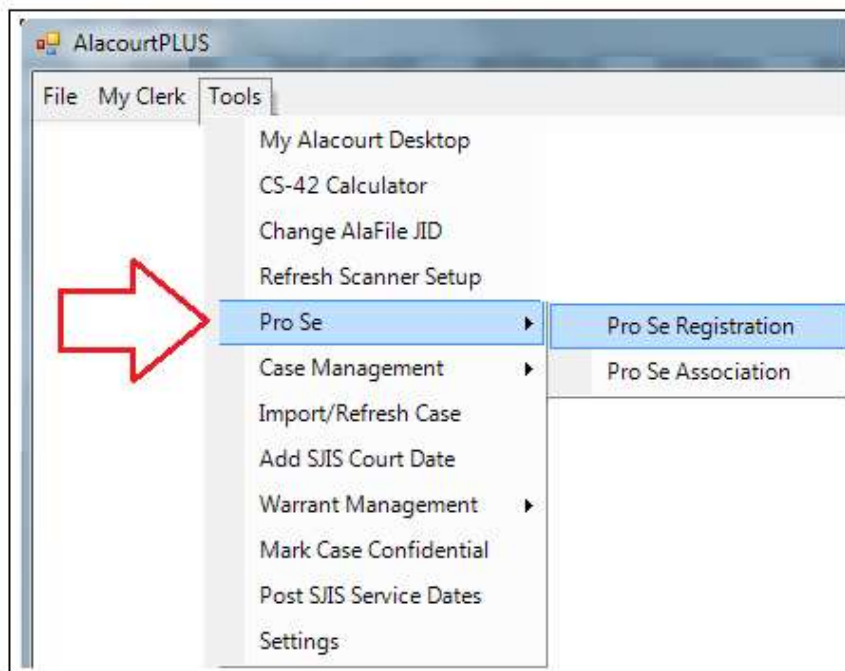 AlacourtPLUS
File My Clerk Tools
My Alacourt Desktop
CS-42 Calculator
Change AlaFile JID
Refresh Scanner Setup
Pro Se Pro Se Registration
Case Management Pro Se Association
Import/Refresh Case
Add SJIS Court Date
Warrant Management
Mark Case Confidential
Post SJIS Service Dates
Settings